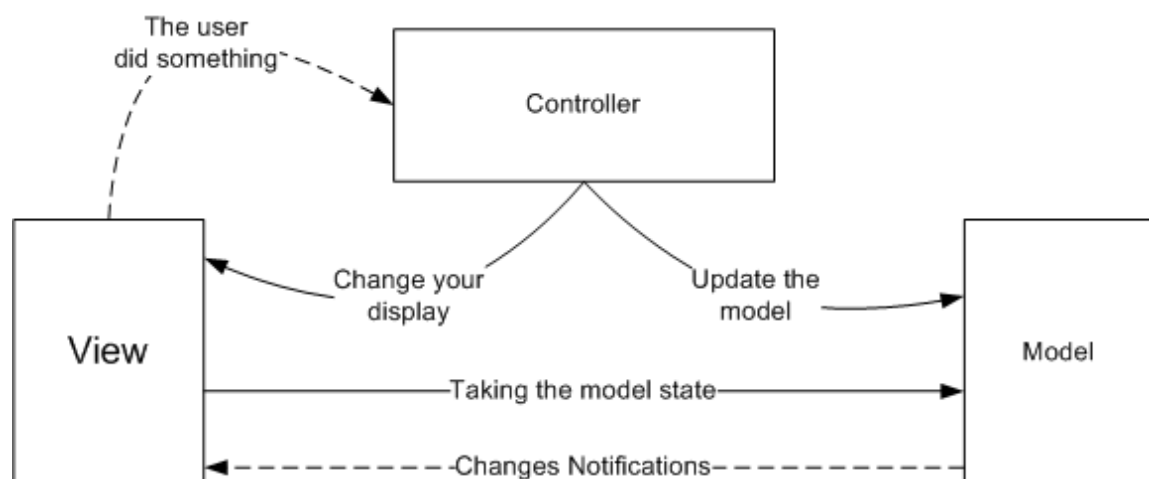 The user
did something
Controller
Change your
display
Update the
model
View
Model
Taking the model state
Changes Notifications